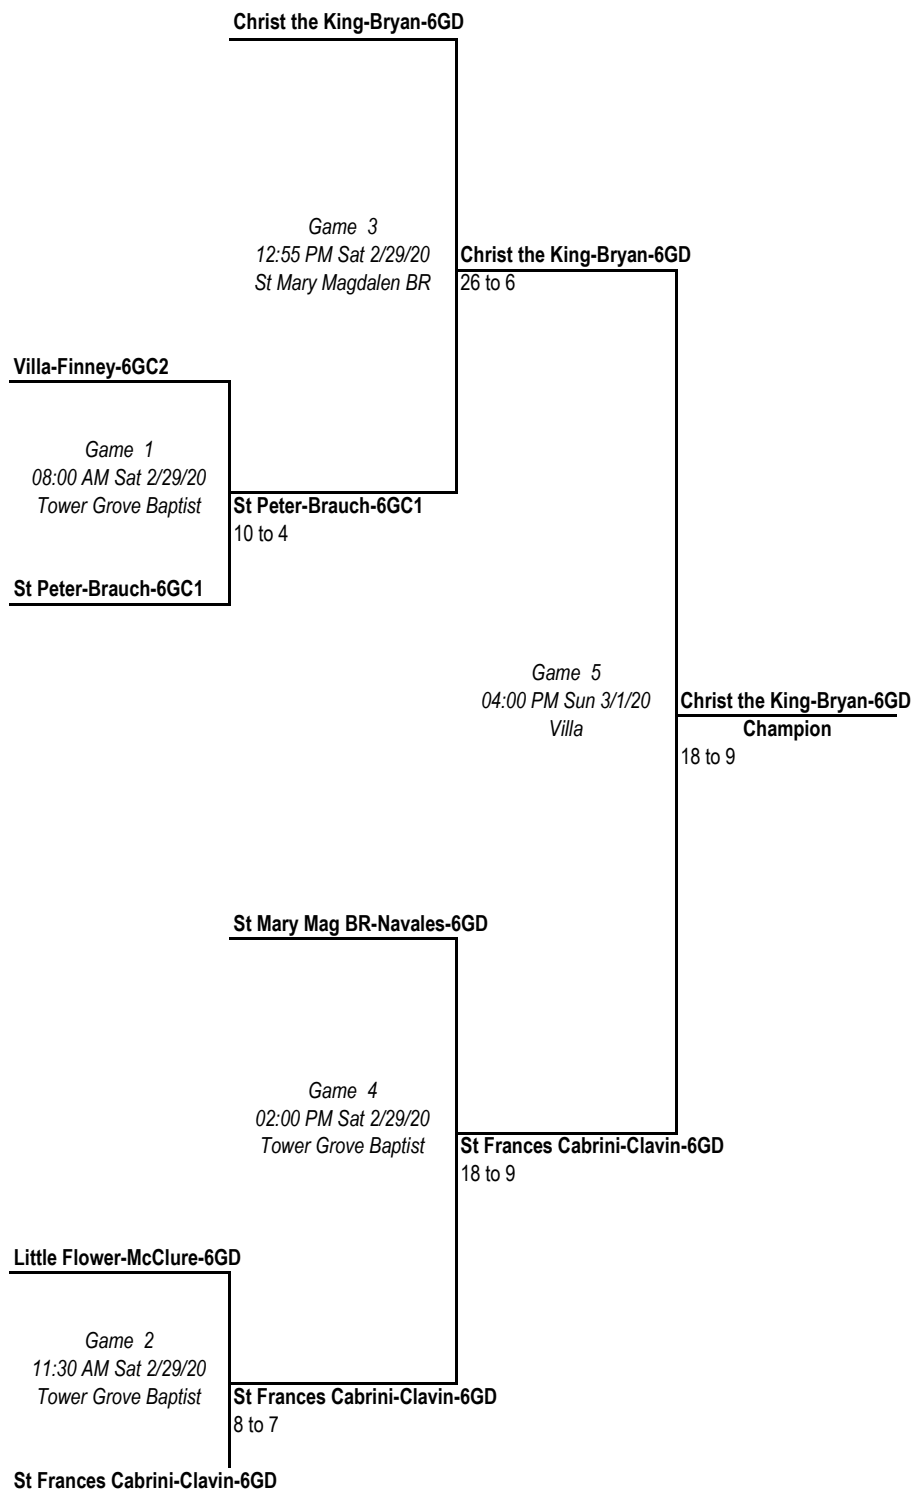 Christ the King-Bryan-6GD
Game 3
12:55 PM Sat 2/29/20
St Mary Magdalen BR
Christ the King-Bryan-6GD
26 to 6
Villa-Finney-6GC2
Game 1
08:00 AM Sat 2/29/20
Tower Grove Baptist
St Peter-Brauch-6GC1
10 to 4
St Peter-Brauch-6GC1
Game 5
04:00 PM Sun 3/1/20
Villa
Christ the King-Bryan-6GD
Champion
18 to 9
St Mary Mag BR-Navales-6GD
Game 4
02:00 PM Sat 2/29/20
Tower Grove Baptist
St Frances Cabrini-Clavin-6GD
18 to 9
Little Flower-McClure-6GD
Game 2
11:30 AM Sat 2/29/20
Tower Grove Baptist
St Frances Cabrini-Clavin-6GD
8 to 7
St Frances Cabrini-Clavin-6GD